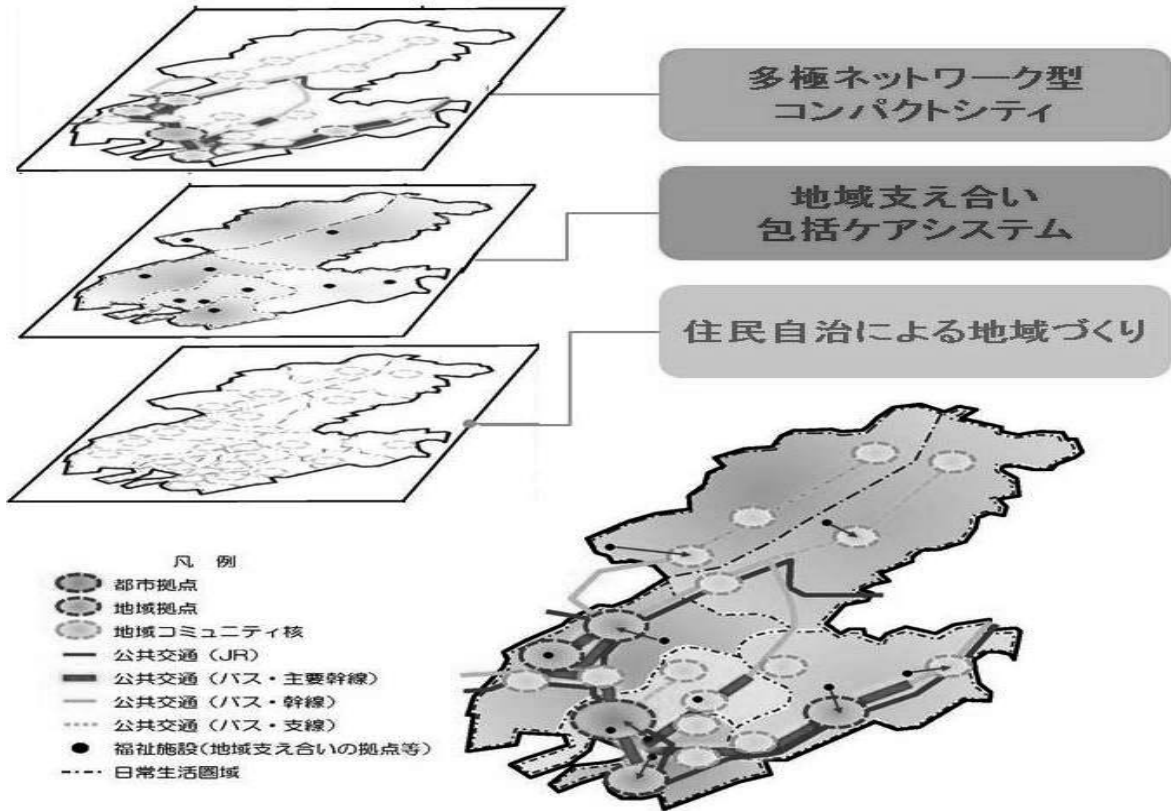 多極ネットワーク型
コンパクトシティ
地域支え合い
包括ケアシステム
住民自治による地域づくり
凡 例
都市拠点
地域拠点
地域コミュニティ核
公共交通（JR）
公共交通（バス・主要幹線）
公共交通（バス・幹線）
公共交通（バス・支線）
福祉施設（地域支え合いの拠点等）
日常生活圏域